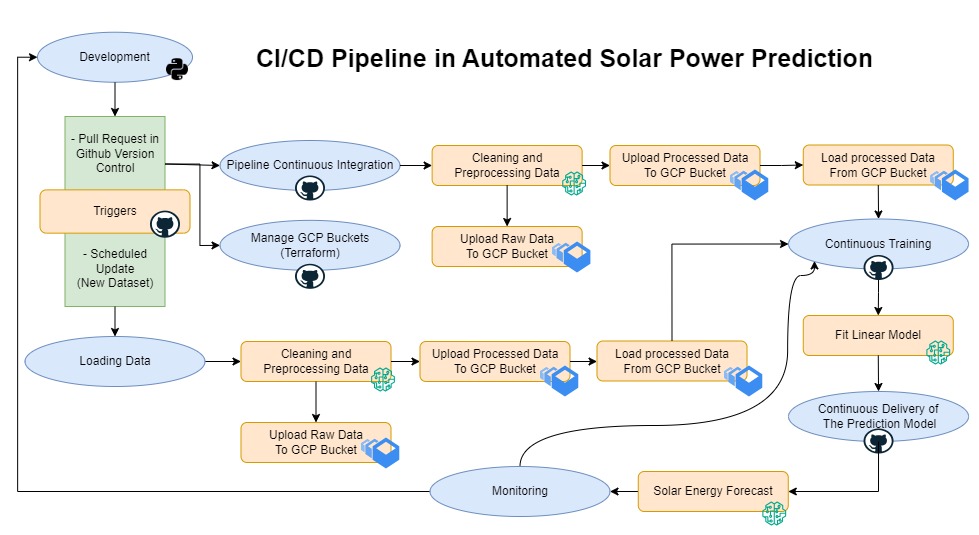 CI/CD Pipeline in Automated Solar Power Prediction
Development
- Pull Request in
Github Version
Control
Triggers
- Scheduled
Update
(New Dataset)
Pipeline Continuous Integration
Cleaning and
Preprocessing Data
Upload Processed Data
To GCP Bucket
Load processed Data
From GCP Bucket
Manage GCP Buckets
(Terraform)
Upload Raw Data
To GCP Bucket
Continuous Training
Fit Linear Model
Loading Data
Cleaning and
Preprocessing Data
Upload Processed Data
To GCP Bucket
Load processed Data
From GCP Bucket
Upload Raw Data
To GCP Bucket
Continuous Delivery of
The Prediction Model
Monitoring
Solar Energy Forecast